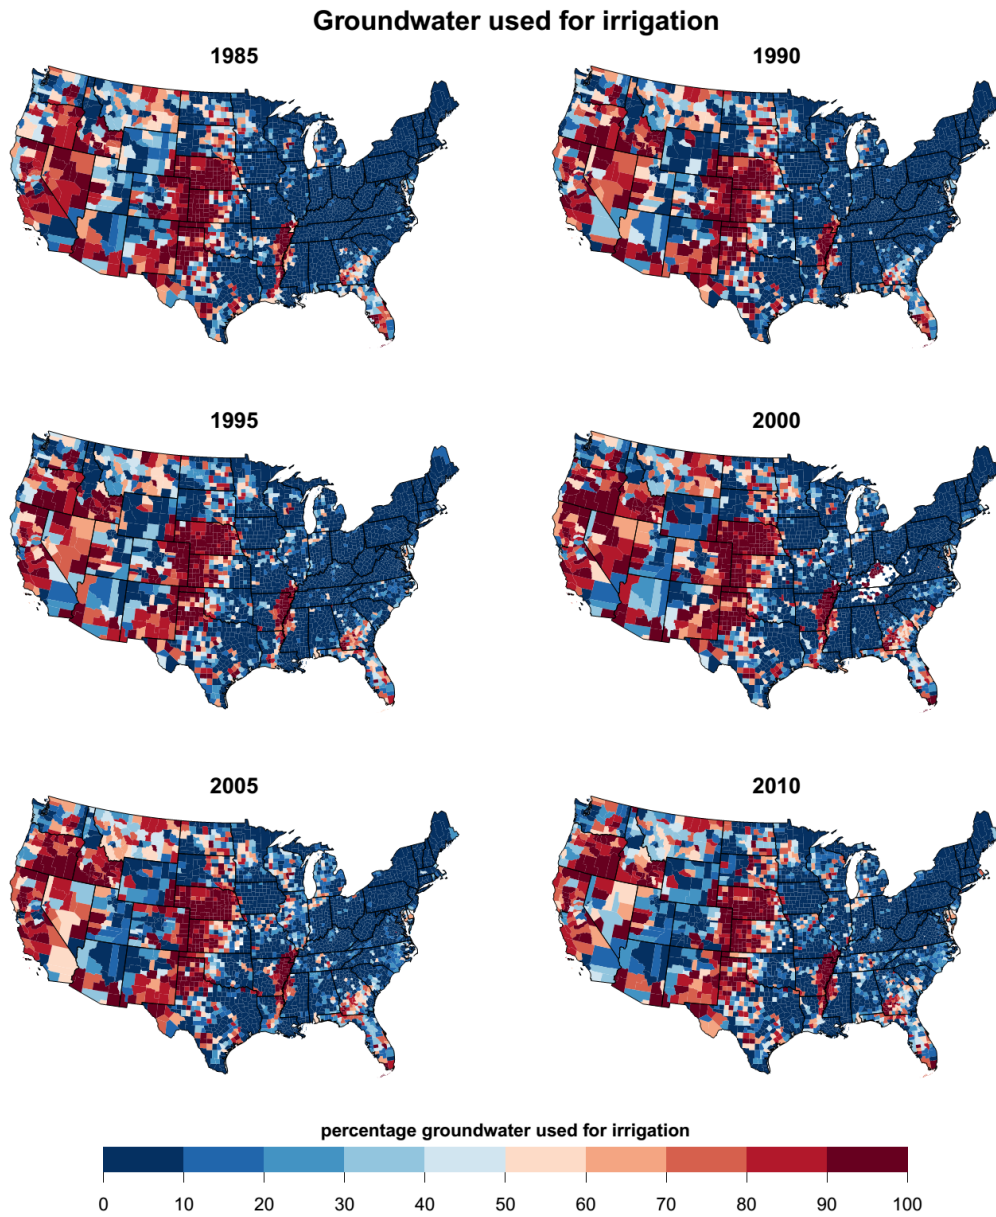 Groundwater used for irrigation
1985 1990
1995 2000
2005 2010
percentage groundwater used for irrigation
0 10 20 30 40 50 60 70 80 90 100